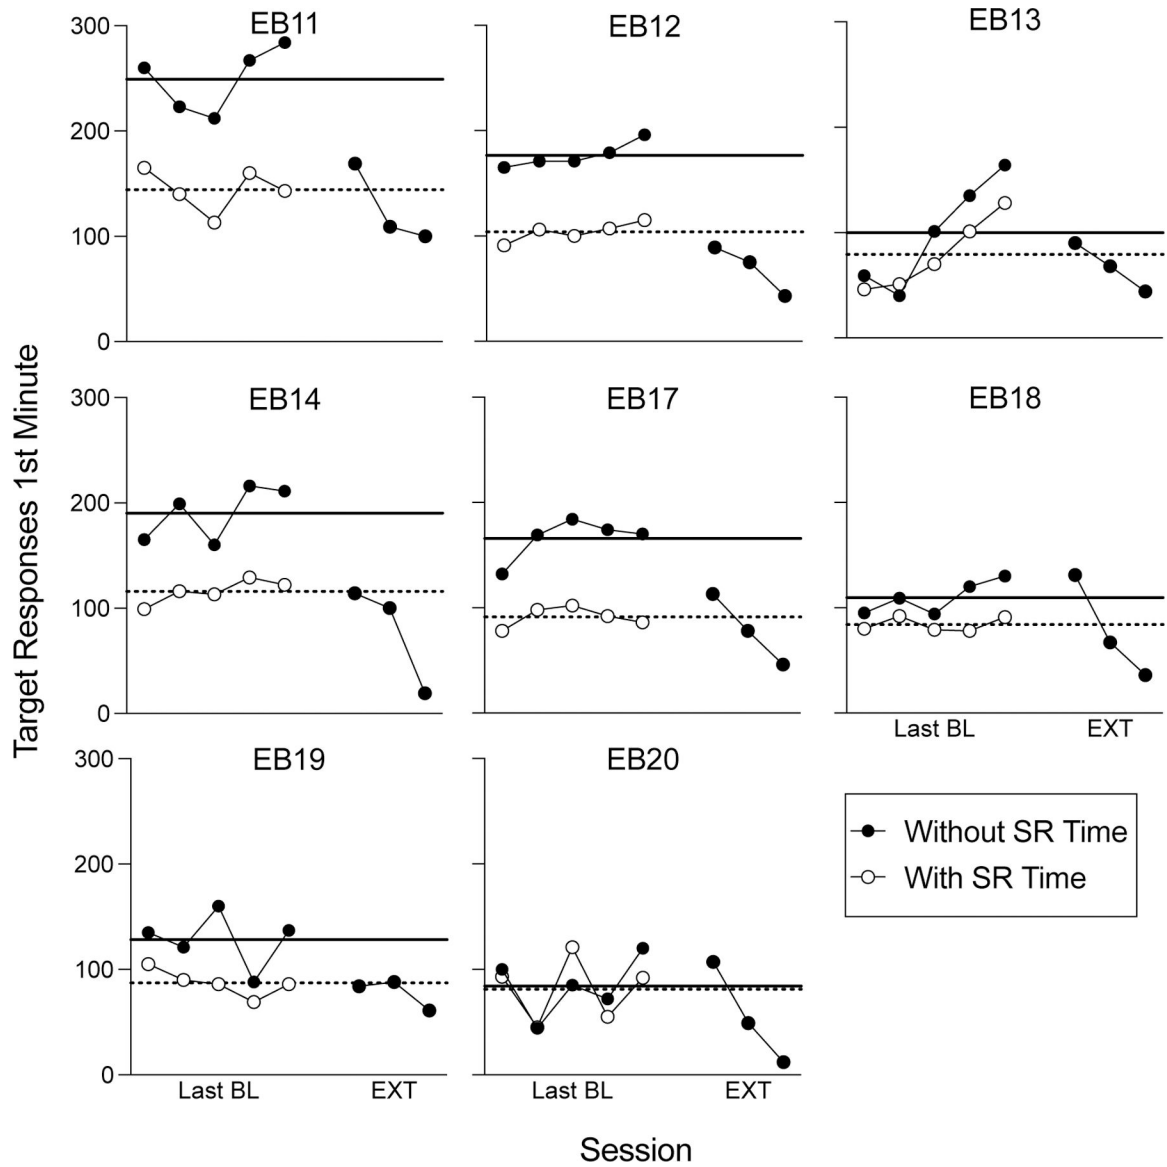 EB11
EB12
EB13
300
200
100
0
EB14
EB17
EB18
300
200
100
0
Last BL
EXT
EB19
EB20
300
200
100
0
Last BL
EXT
Last BL
EXT
Without SR Time
With SR Time
Target Responses 1st Minute
Session